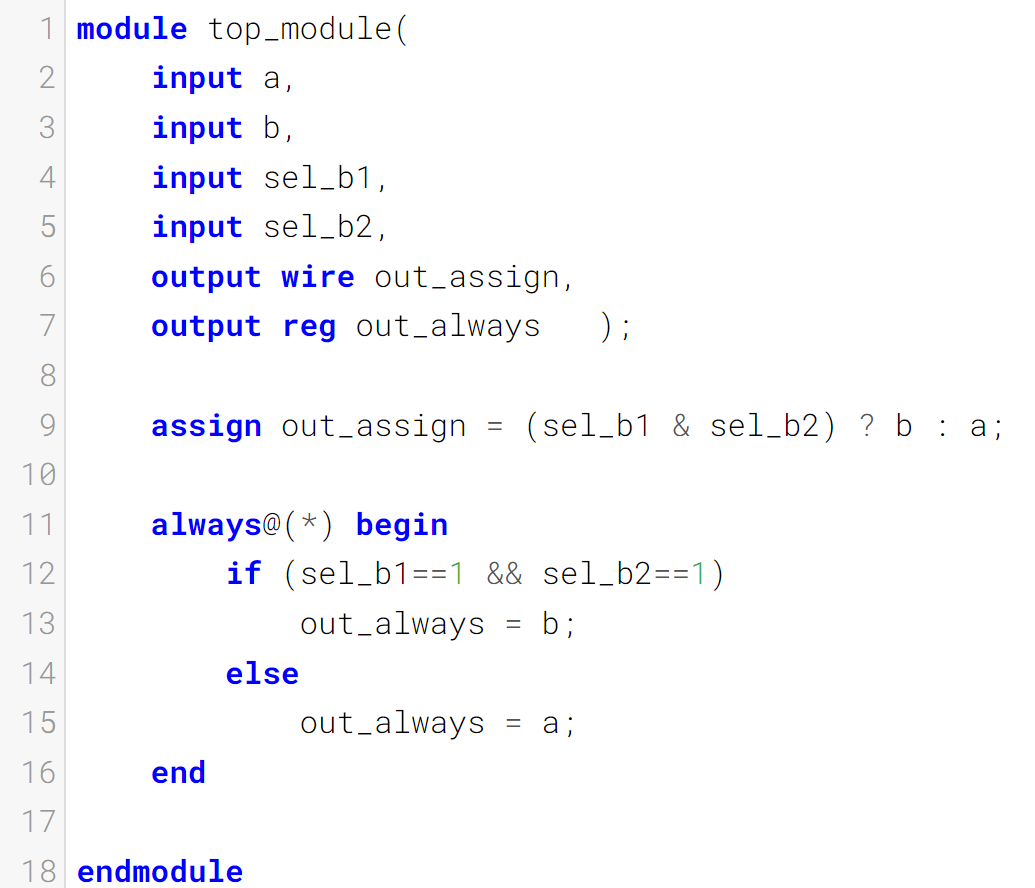 1 module top_module(
2     input a,
3     input b,
4     input sel_b1,
5     input sel_b2,
6     output wire out_assign,
7     output reg out_always   );
8
9     assign out_assign = (sel_b1 & sel_b2) ? b : a;
10
11     always@(*) begin
12         if (sel_b1==1 && sel_b2==1)
13             out_always = b;
14         else
15             out_always = a;
16     end
17
18 endmodule